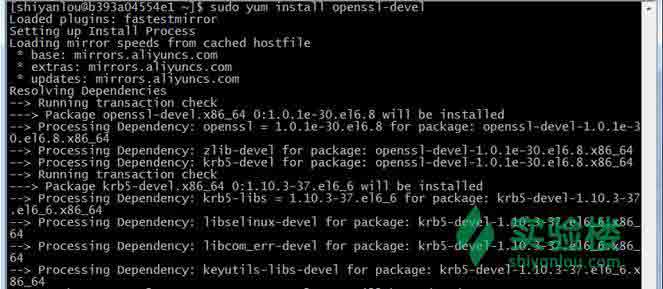 [shiyanlou@b393a04554e1 ~]$ sudo yum install openssl-devel
Loaded plugins: fastestmirror
Setting up Install Process
Loading mirror speeds from cached hostfile
 * base: mirrors.aliyuncs.com
 * extras: mirrors.aliyuncs.com
 * updates: mirrors.aliyuncs.com
Resolving Dependencies
--> Running transaction check
---> Package openssl-devel.x86_64 0:1.0.1e-30.el6.8 will be installed
--> Processing Dependency: openssl = 1.0.1e-30.el6.8 for package: openssl-devel-1.0.1e-3
0.el6.8.x86_64
--> Processing Dependency: zlib-devel for package: openssl-devel-1.0.1e-30.el6.8.x86_64
--> Processing Dependency: krb5-devel for package: openssl-devel-1.0.1e-30.el6.8.x86_64
--> Running transaction check
---> Package krb5-devel.x86_64 0:1.10.3-37.el6_6 will be installed
--> Processing Dependency: krb5-libs = 1.10.3-37.el6_6 for package: krb5-devel-1.10.3-37
.el6_6.x86_64
--> Processing Dependency: libselinux-devel for package: krb5-devel-1.10.3-37.el6_6.x86_
64
--> Processing Dependency: libcom_err-devel for package: krb5-devel-1.10.3-37.el6_6.x86_
64
--> Processing Dependency: keyutils-libs-devel for package: krb5-devel-1.10.3-37.el6_6.x
86_64
实验楼
shiyanlou.com